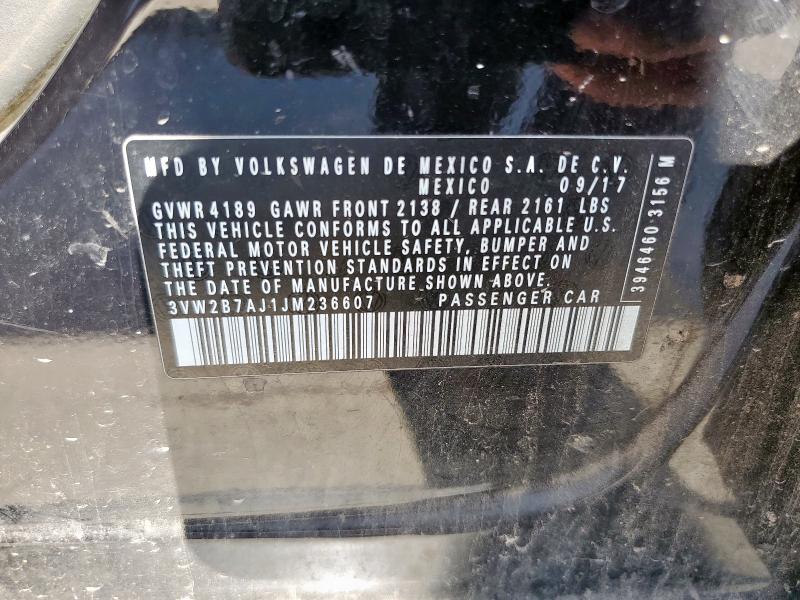 MFD BY VOLKSWAGEN DE MEXICO S.A. DE C.V.
MEXICO 09/17
GVWR 4189 GAWR FRONT 2138 / REAR 2161 LBS
THIS VEHICLE CONFORMS TO ALL APPLICABLE U.S.
FEDERAL MOTOR VEHICLE SAFETY, BUMPER AND
THEFT PREVENTION STANDARDS IN EFFECT ON
THE DATE OF MANUFACTURE SHOWN ABOVE.
3VW2B7AJ1JM236607 PASSENGER CAR
3946460 3156 M